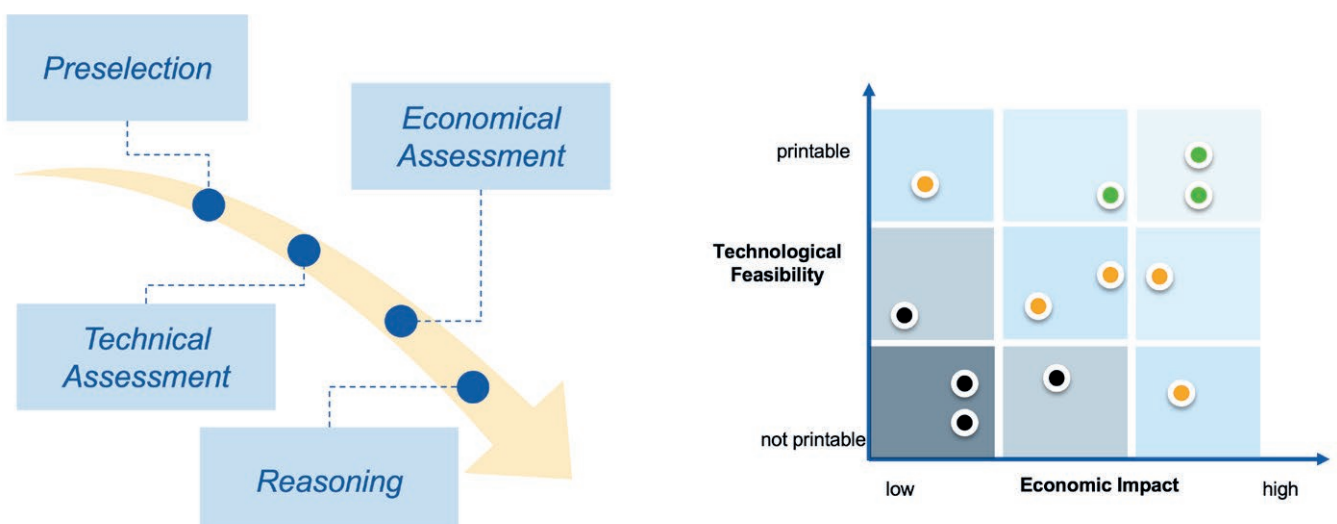 Preselection
Economical
Assessment
Technical
Assessment
Reasoning
printable
Technological
Feasibility
not printable
low
Economic Impact
high